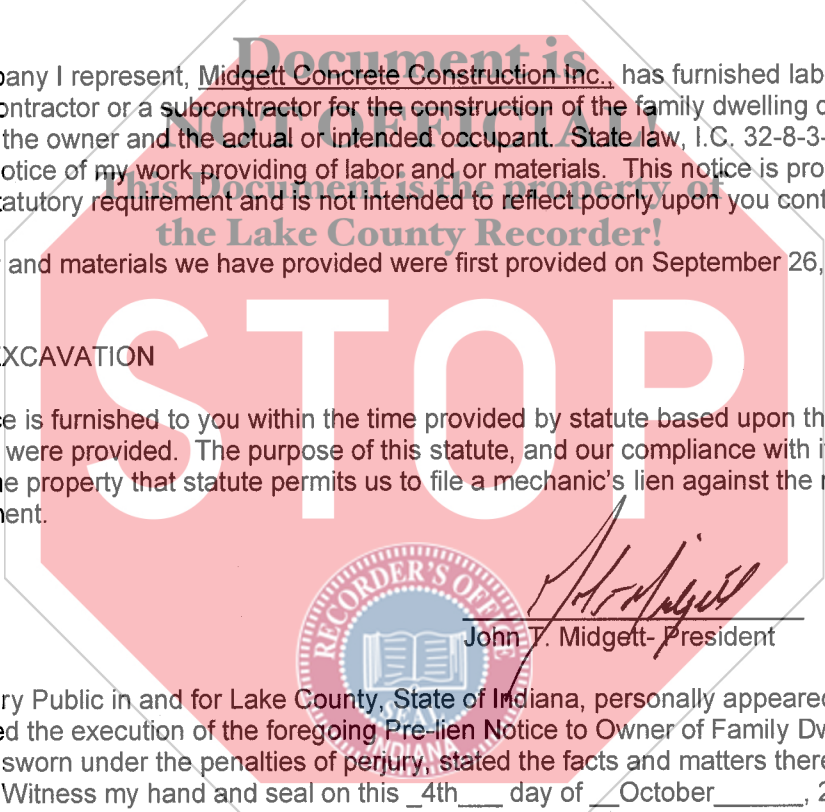 Document is
pany I represent, Midgett Concrete Construction Inc., has furnished lab
ontractor or a subcontractor for the construction of the family dwelling
NOT OFFICIAL!
the owner and the actual or intended occupant. State law, I.C. 32-8-3-
otice of my work providing of labor and or materials. This notice is pro
This Document is the property of
tatutory requirement and is not intended to reflect poorly upon you cont
the Lake County Recorder!
and materials we have provided were first provided on September 26,
STOP
EXCAVATION
ce is furnished to you within the time provided by statute based upon th
were provided. The purpose of this statute, and our compliance with i
e property that statute permits us to file a mechanic's lien against the
ent.
RECORDER'S OFFICE
SEAL
INDIANA
John T. Midgett- President
ry Public in and for Lake County, State of Indiana, personally appeared
ed the execution of the foregoing Pre-lien Notice to Owner of Family Dw
sworn under the penalties of perjury, stated the facts and matters there
Witness my hand and seal on this _4th___ day of __October_______, 2